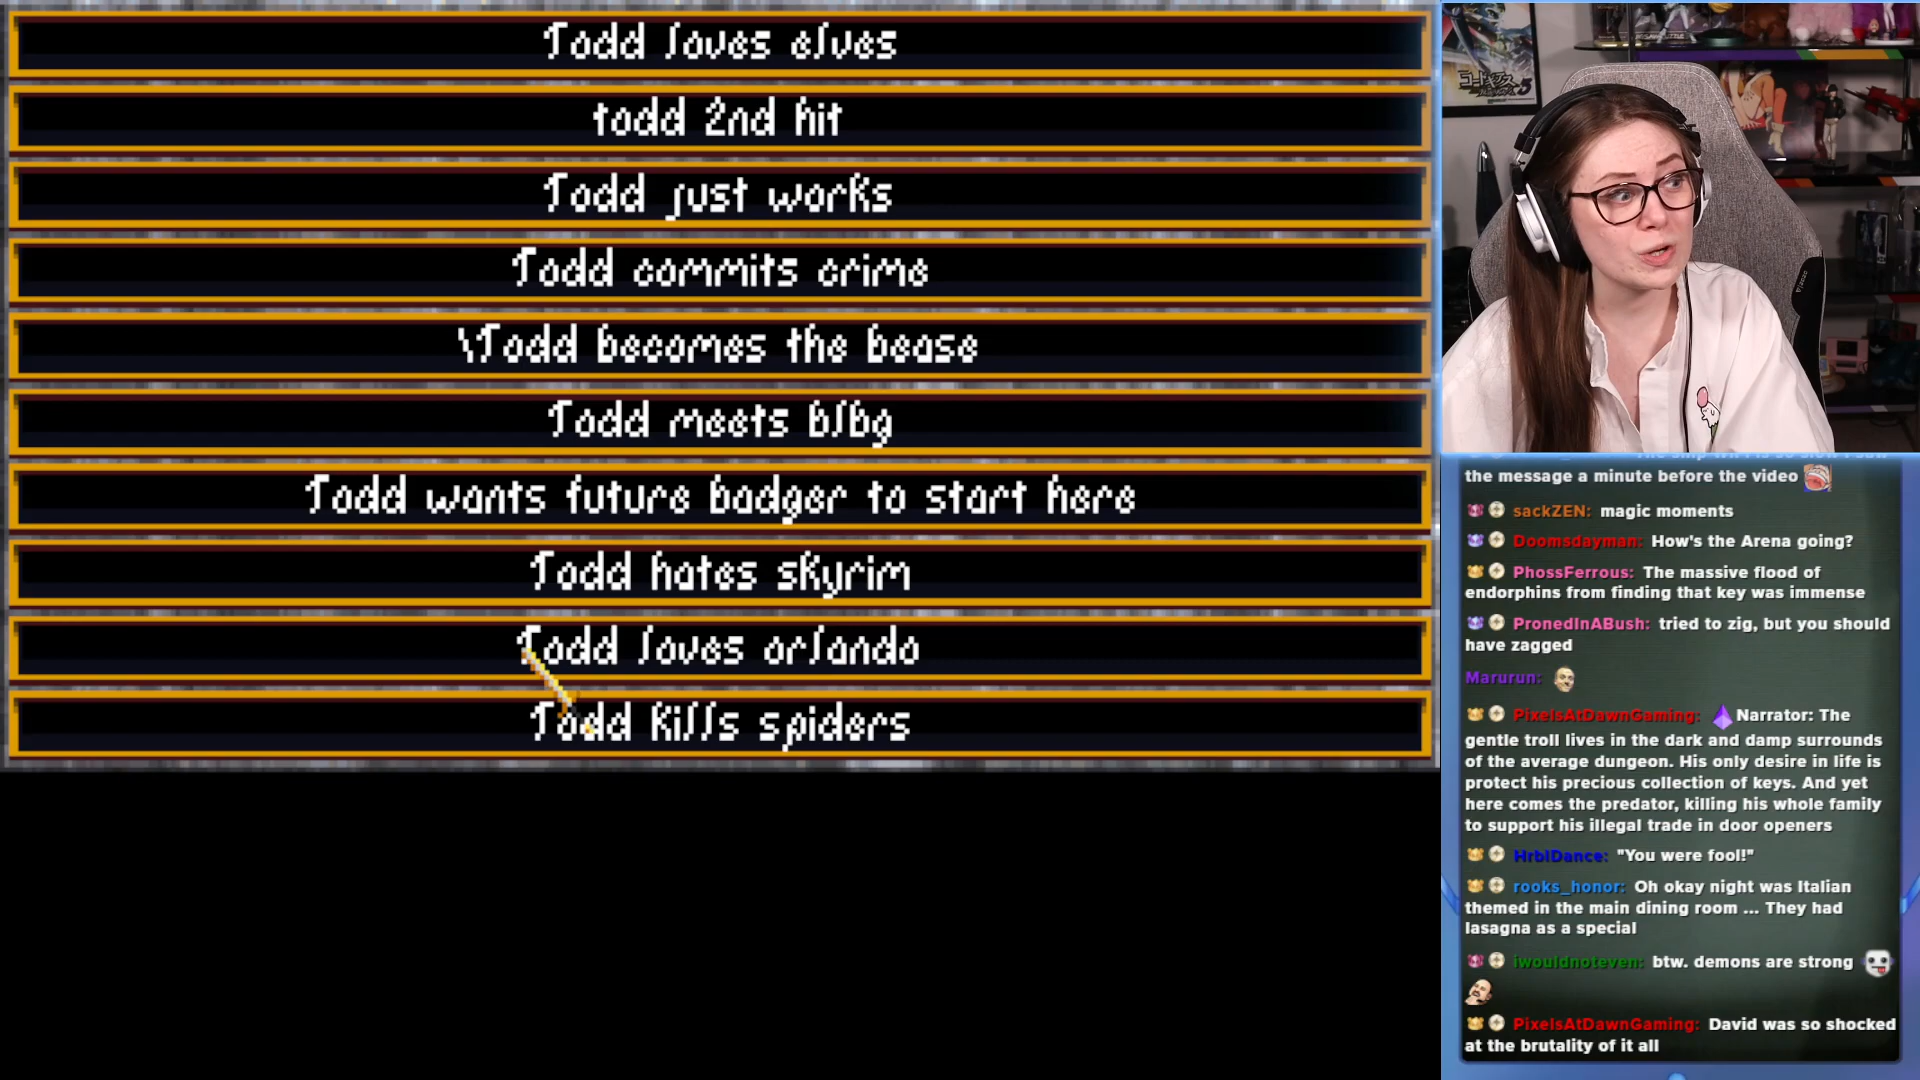 Todd loves elves
todd 2nd hit
Todd just works
Todd commits crime
\Todd becomes the bease
Todd meets blbg
Todd wants future badger to start here
Todd hates skyrim
Todd loves orlando
Todd kills spiders
コードギアス
the message a minute before the video
sackZEN: magic moments
Doomsdayman: How's the Arena going?
PhossFerrous: The massive flood of
endorphins from finding that key was immense
PronedInABush: tried to zig, but you should
have zagged
Marurun:
PixelsAtDawnGaming: Narrator: The
gentle troll lives in the dark and damp surrounds
of the average dungeon. His only desire in life is
protect his precious collection of keys. And yet
here comes the predator, killing his whole family
to support his illegal trade in door openers
HrblDance: "You were fool!"
rooks_honor: Oh okay night was Italian
themed in the main dining room ... They had
lasagna as a special
iwouldnoteven: btw. demons are strong
PixelsAtDawnGaming: David was so shocked
at the brutality of it all